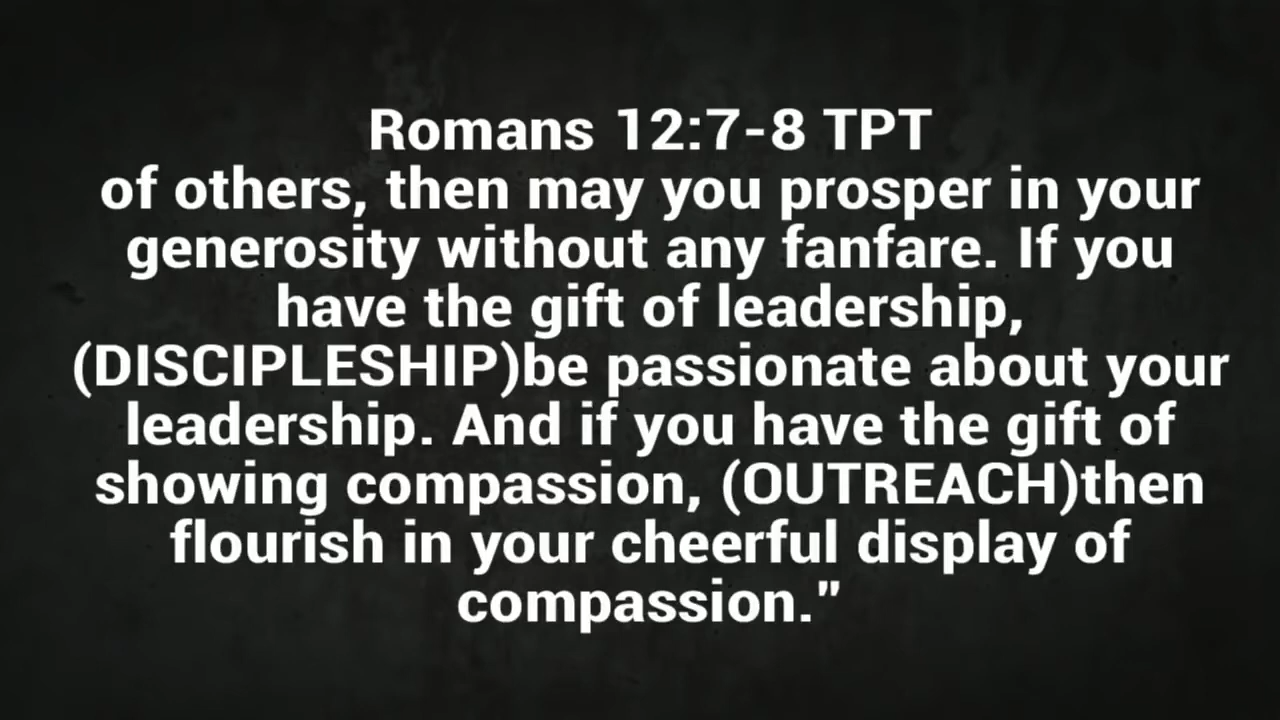 Romans 12:7-8 TPT
of others, then may you prosper in your
generosity without any fanfare. If you
have the gift of leadership,
(DISCIPLESHIP)be passionate about your
leadership. And if you have the gift of
showing compassion, (OUTREACH)then
flourish in your cheerful display of
compassion."